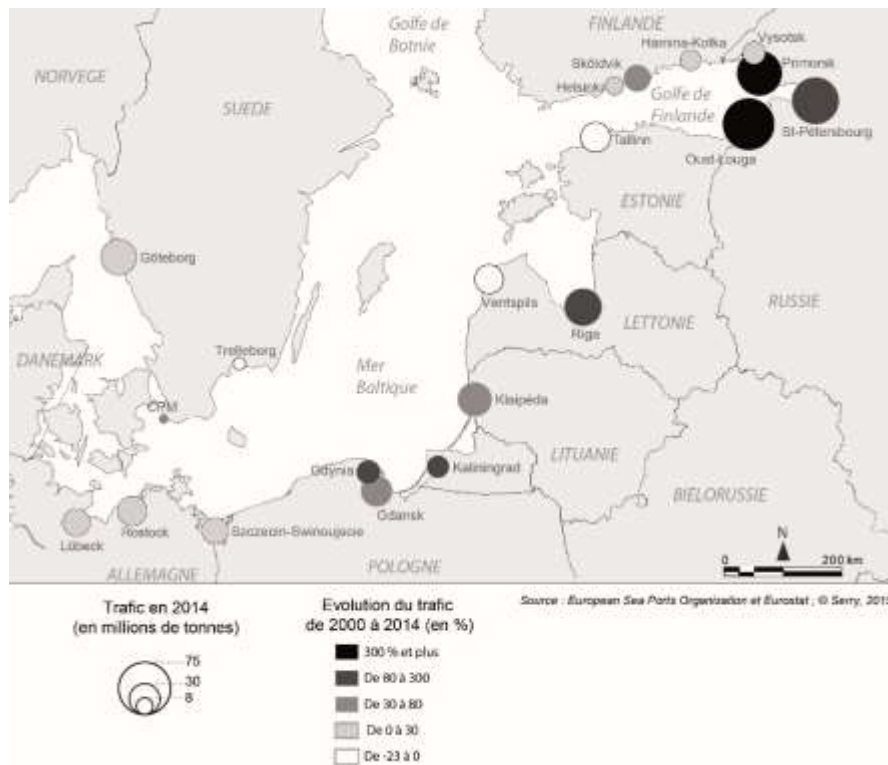 Golfe de
Botnie
FINLANDE
Hamina-Kotka
Vysotsk
NORVEGE
Sköldvik
Primorsk
SUEDE
Helsinki
Golfe de
Finlande
St-Pétersbourg
Tallinn
Oust-Louga
ESTONIE
Göteborg
Ventspils
RUSSIE
Riga
LETTONIE
Trelleborg
DANEMARK
Mer
Baltique
CPM
Klaipéda
LITUANIE
Gdynia
Kaliningrad
BIELORUSSIE
Gdansk
Rostock
Szczecin-Swinoujscie
Lübeck
N
0 200 km
ALLEMAGNE
POLOGNE
Trafic en 2014
(en millions de tonnes)
75
30
8
Evolution du trafic
de 2000 à 2014 (en %)
300 % et plus
De 80 à 300
De 30 à 80
De 0 à 30
De -23 à 0
Source : European Sea Ports Organization et Eurostat ; © Serry, 2015